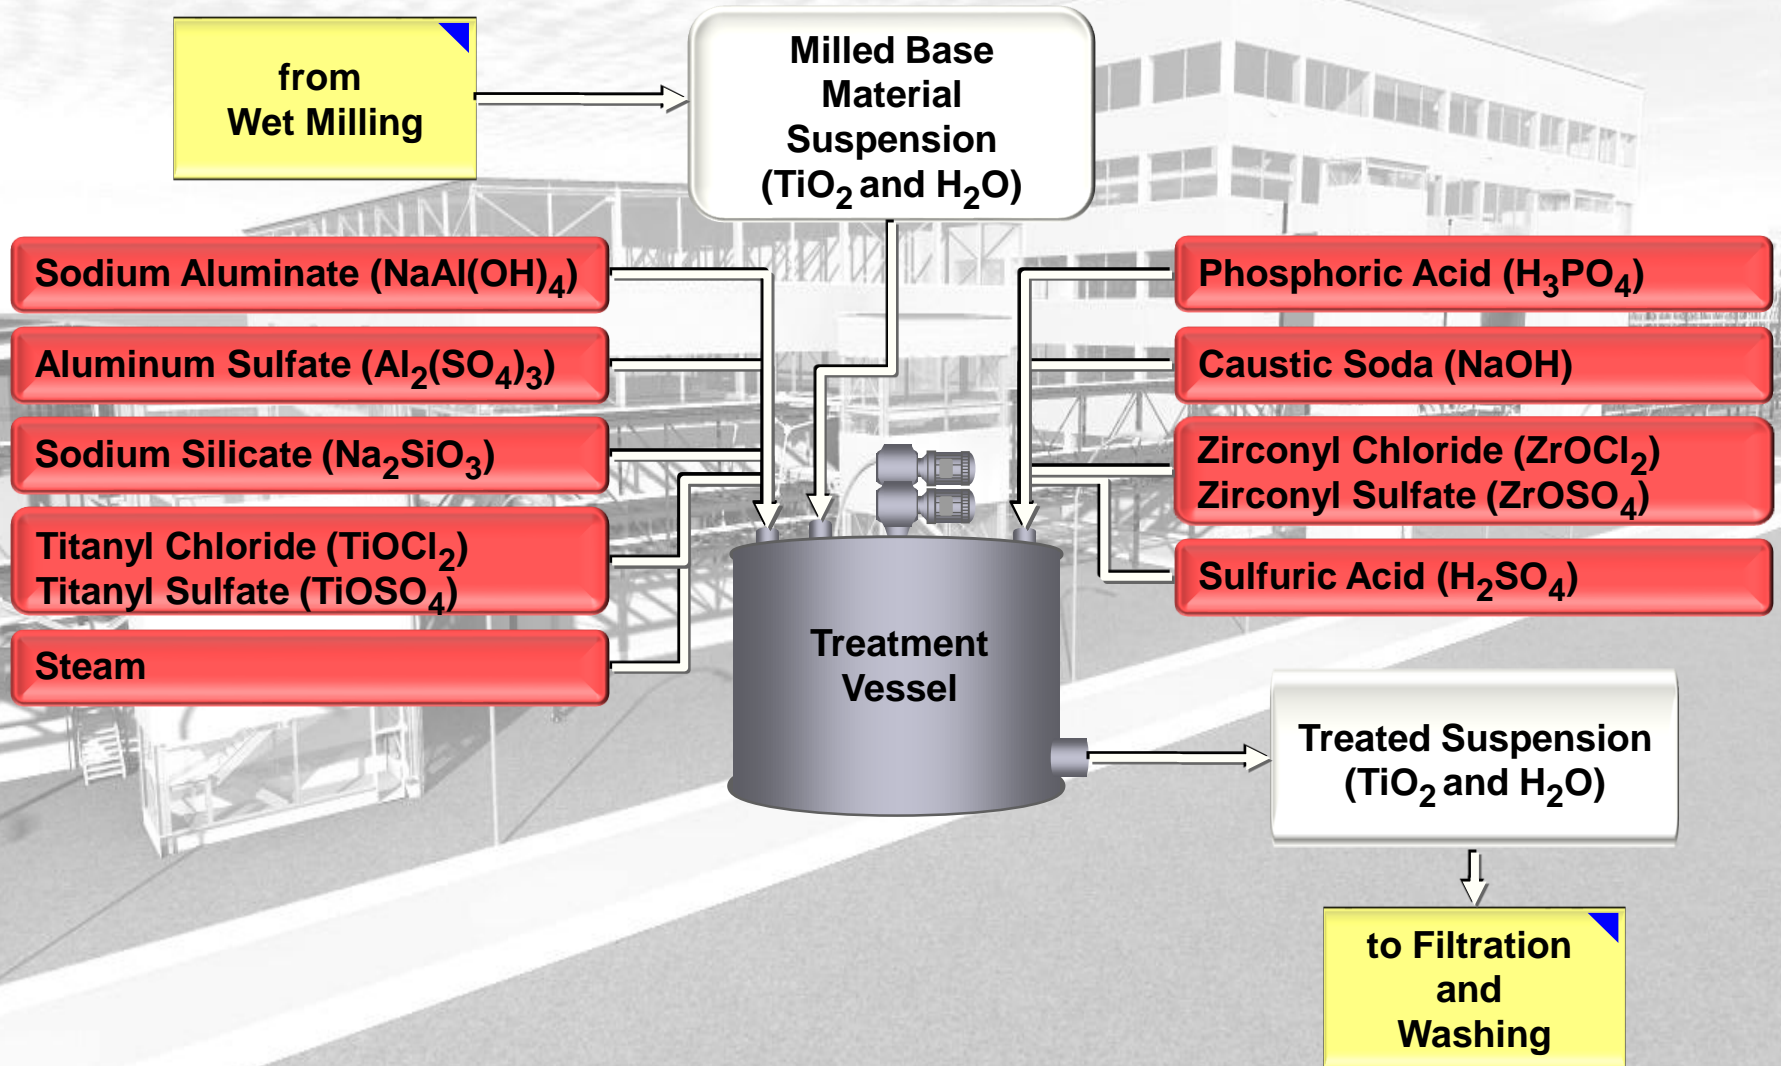 from
Wet Milling
Milled Base
Material
Suspension
(TiO₂ and H₂O)
Sodium Aluminate (NaAl(OH)₄)
Aluminum Sulfate (Al₂(SO₄)₃)
Sodium Silicate (Na₂SiO₃)
Titanyl Chloride (TiOCl₂)
Titanyl Sulfate (TiOSO₄)
Steam
Phosphoric Acid (H₃PO₄)
Caustic Soda (NaOH)
Zirconyl Chloride (ZrOCl₂)
Zirconyl Sulfate (ZrOSO₄)
Sulfuric Acid (H₂SO₄)
Treatment
Vessel
Treated Suspension
(TiO₂ and H₂O)
to Filtration
and
Washing